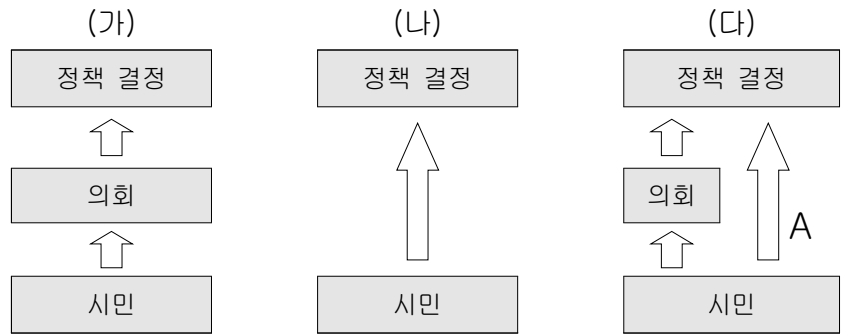 (가) (나) (다)
정책 결정 정책 결정 정책 결정
의회 의회
A
시민 시민 시민